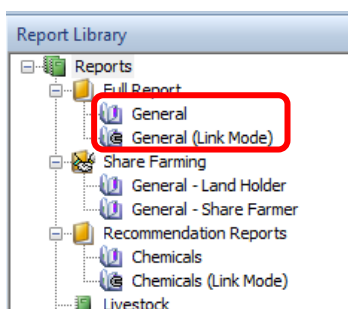 Report Library
Reports
Full Report
General
General (Link Mode)
Share Farming
General - Land Holder
General - Share Farmer
Recommendation Reports
Chemicals
Chemicals (Link Mode)
Livestock